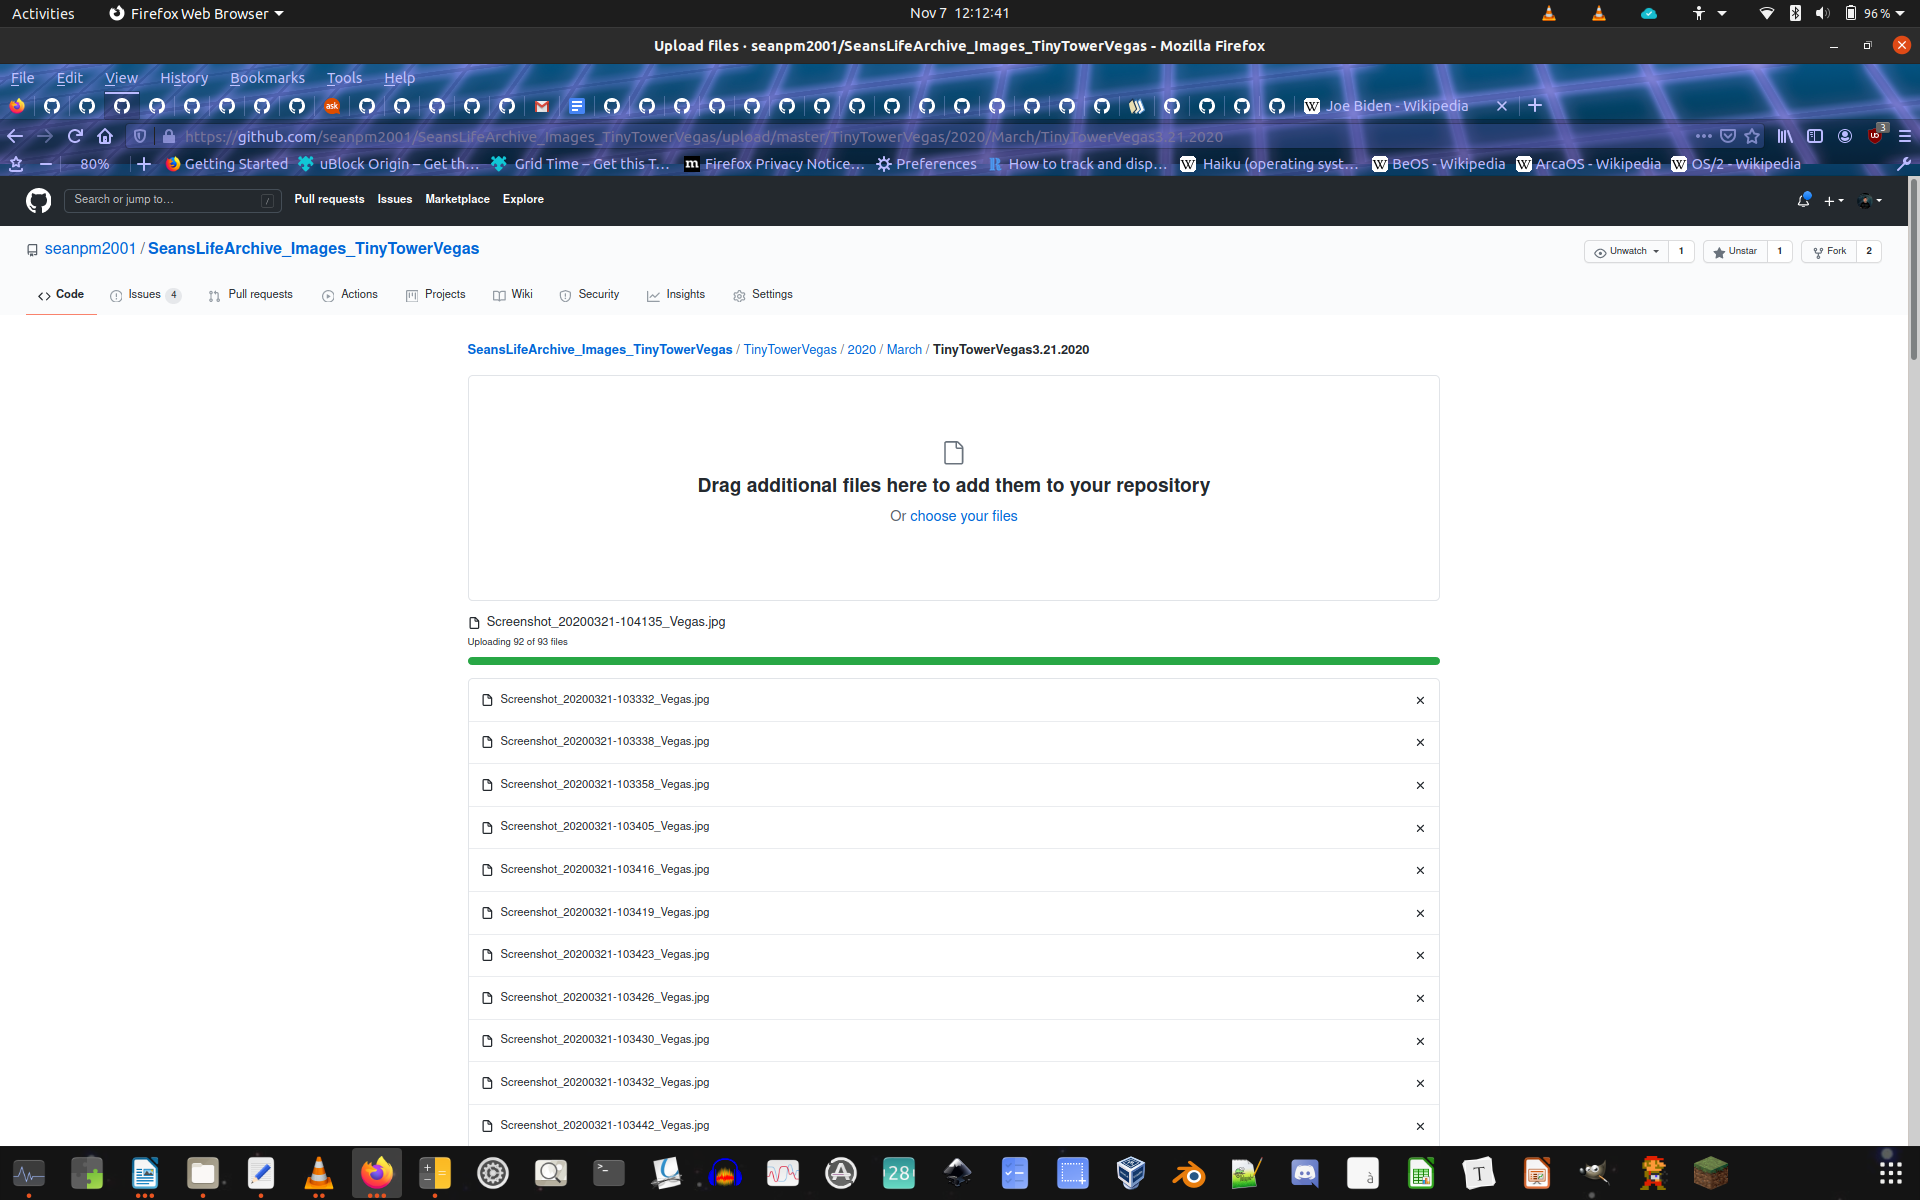 Activities Firefox Web Browser Nov 7 12:12:41 96 %
Upload files · seanpm2001/SeansLifeArchive_Images_TinyTowerVegas - Mozilla Firefox
File Edit View History Bookmarks Tools Help
ask Joe Biden - Wikipedia
https://github.com/seanpm2001/SeansLifeArchive_Images_TinyTowerVegas/upload/master/TinyTowerVegas/2020/March/TinyTowerVegas3.21.2020 3
80% Getting Started uBlock Origin – Get th… Grid Time – Get this T… Firefox Privacy Notice… Preferences How to track and disp… Haiku (operating syst… BeOS - Wikipedia ArcaOS - Wikipedia OS/2 - Wikipedia
Search or jump to… / Pull requests Issues Marketplace Explore
seanpm2001 / SeansLifeArchive_Images_TinyTowerVegas Unwatch 1 Unstar 1 Fork 2
Code Issues 4 Pull requests Actions Projects Wiki Security Insights Settings
SeansLifeArchive_Images_TinyTowerVegas / TinyTowerVegas / 2020 / March / TinyTowerVegas3.21.2020
Drag additional files here to add them to your repository
Or choose your files
Screenshot_20200321-104135_Vegas.jpg
Uploading 92 of 93 files
Screenshot_20200321-103332_Vegas.jpg
Screenshot_20200321-103338_Vegas.jpg
Screenshot_20200321-103358_Vegas.jpg
Screenshot_20200321-103405_Vegas.jpg
Screenshot_20200321-103416_Vegas.jpg
Screenshot_20200321-103419_Vegas.jpg
Screenshot_20200321-103423_Vegas.jpg
Screenshot_20200321-103426_Vegas.jpg
Screenshot_20200321-103430_Vegas.jpg
Screenshot_20200321-103432_Vegas.jpg
Screenshot_20200321-103442_Vegas.jpg
28